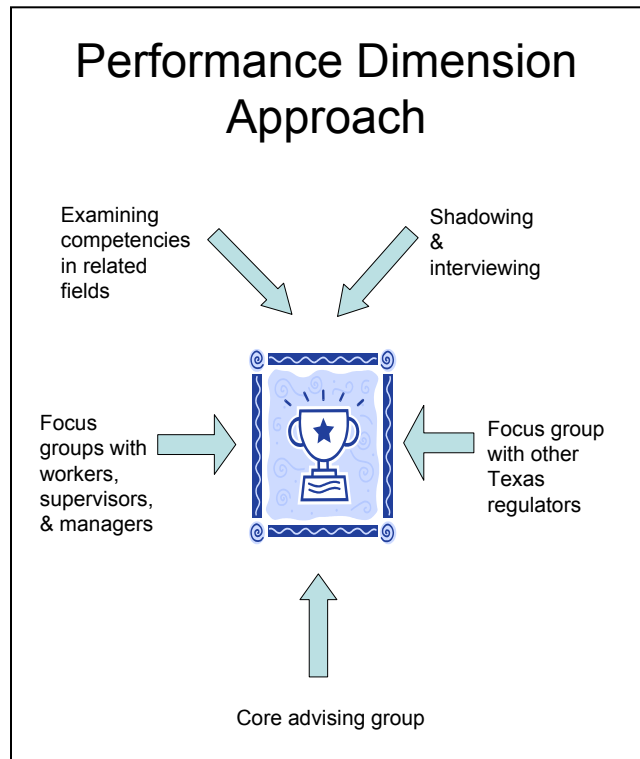 Performance Dimension
Approach
Examining
competencies
in related
fields
Shadowing
&
interviewing
Focus
groups with
workers,
supervisors,
& managers
Focus group
with other
Texas
regulators
Core advising group